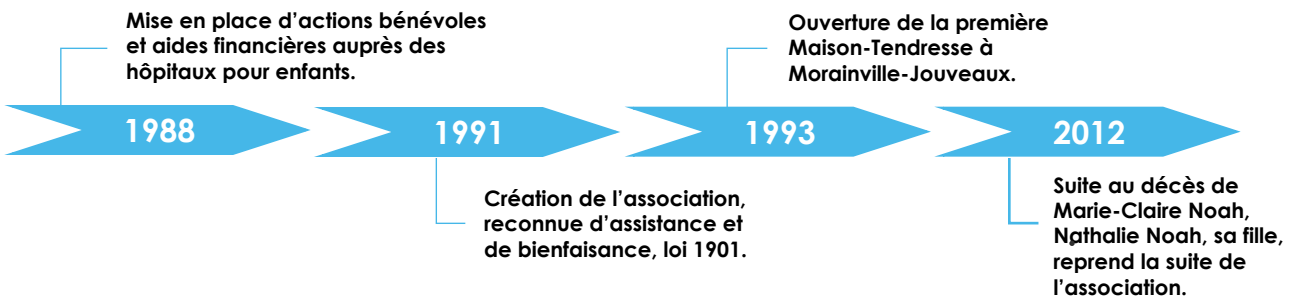 Mise en place d’actions bénévoles
et aides financières auprès des
hôpitaux pour enfants.
1988
1991
Création de l’association,
reconnue d’assistance et
de bienfaisance, loi 1901.
Ouverture de la première
Maison-Tendresse à
Morainville-Jouveaux.
1993
2012
Suite au décès de
Marie-Claire Noah,
Nathalie Noah, sa fille,
reprend la suite de
l’association.